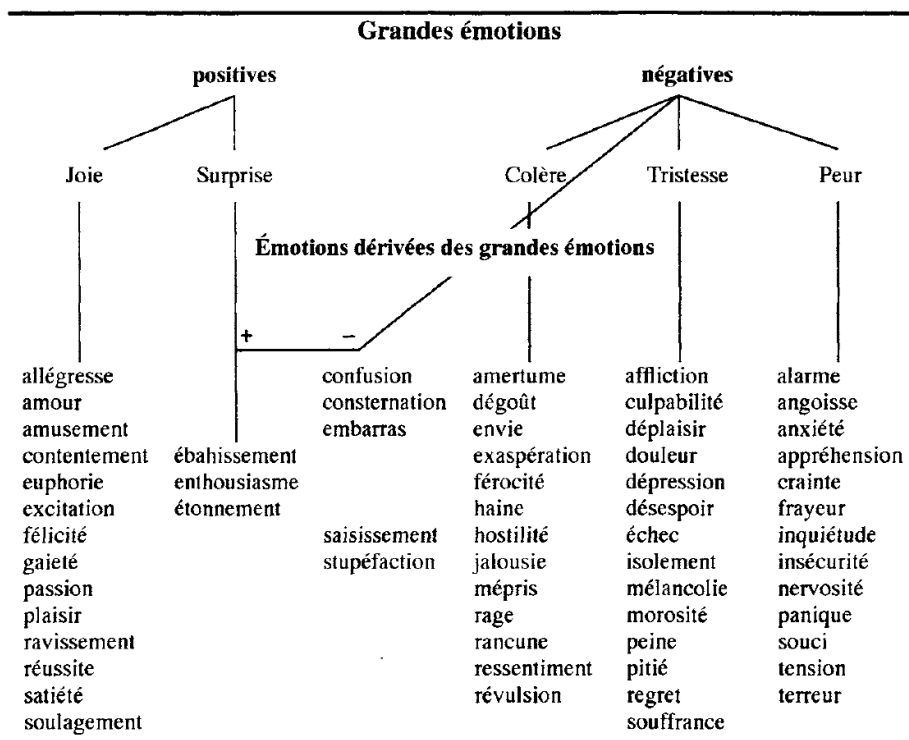 Grandes émotions
positives négatives
Joie Surprise Colère Tristesse Peur
Émotions dérivées des grandes émotions
+ −
allégresse confusion amertume affliction alarme
amour consternation dégoût culpabilité angoisse
amusement embarras envie déplaisir anxiété
contentement ébahissement exaspération douleur appréhension
euphorie enthousiasme férocité dépression crainte
excitation étonnement haine désespoir frayeur
félicité saisissement hostilité échec inquiétude
gaieté stupéfaction jalousie isolement insécurité
passion mépris mélancolie nervosité
plaisir rage morosité panique
ravissement rancune peine souci
réussite ressentiment pitié tension
satiété révulsion regret terreur
soulagement souffrance